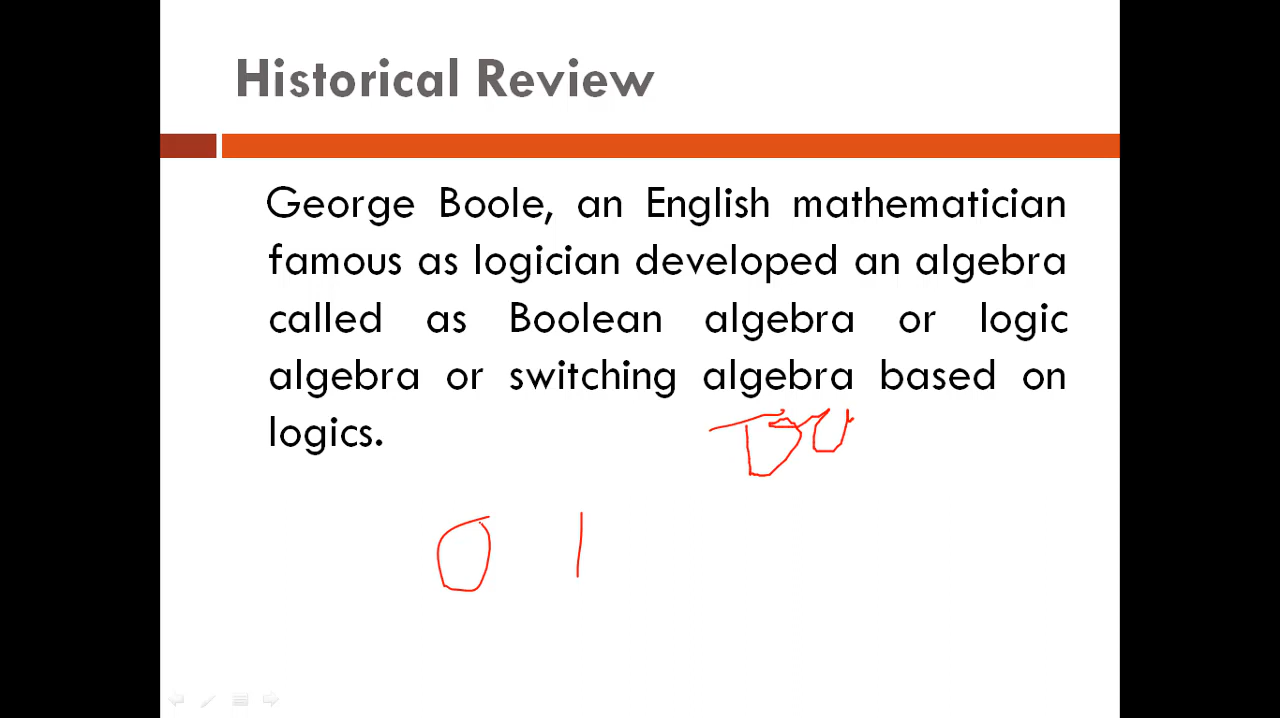 Historical Review
George Boole, an English mathematician
famous as logician developed an algebra
called as Boolean algebra or logic
algebra or switching algebra based on
logics.
0 1